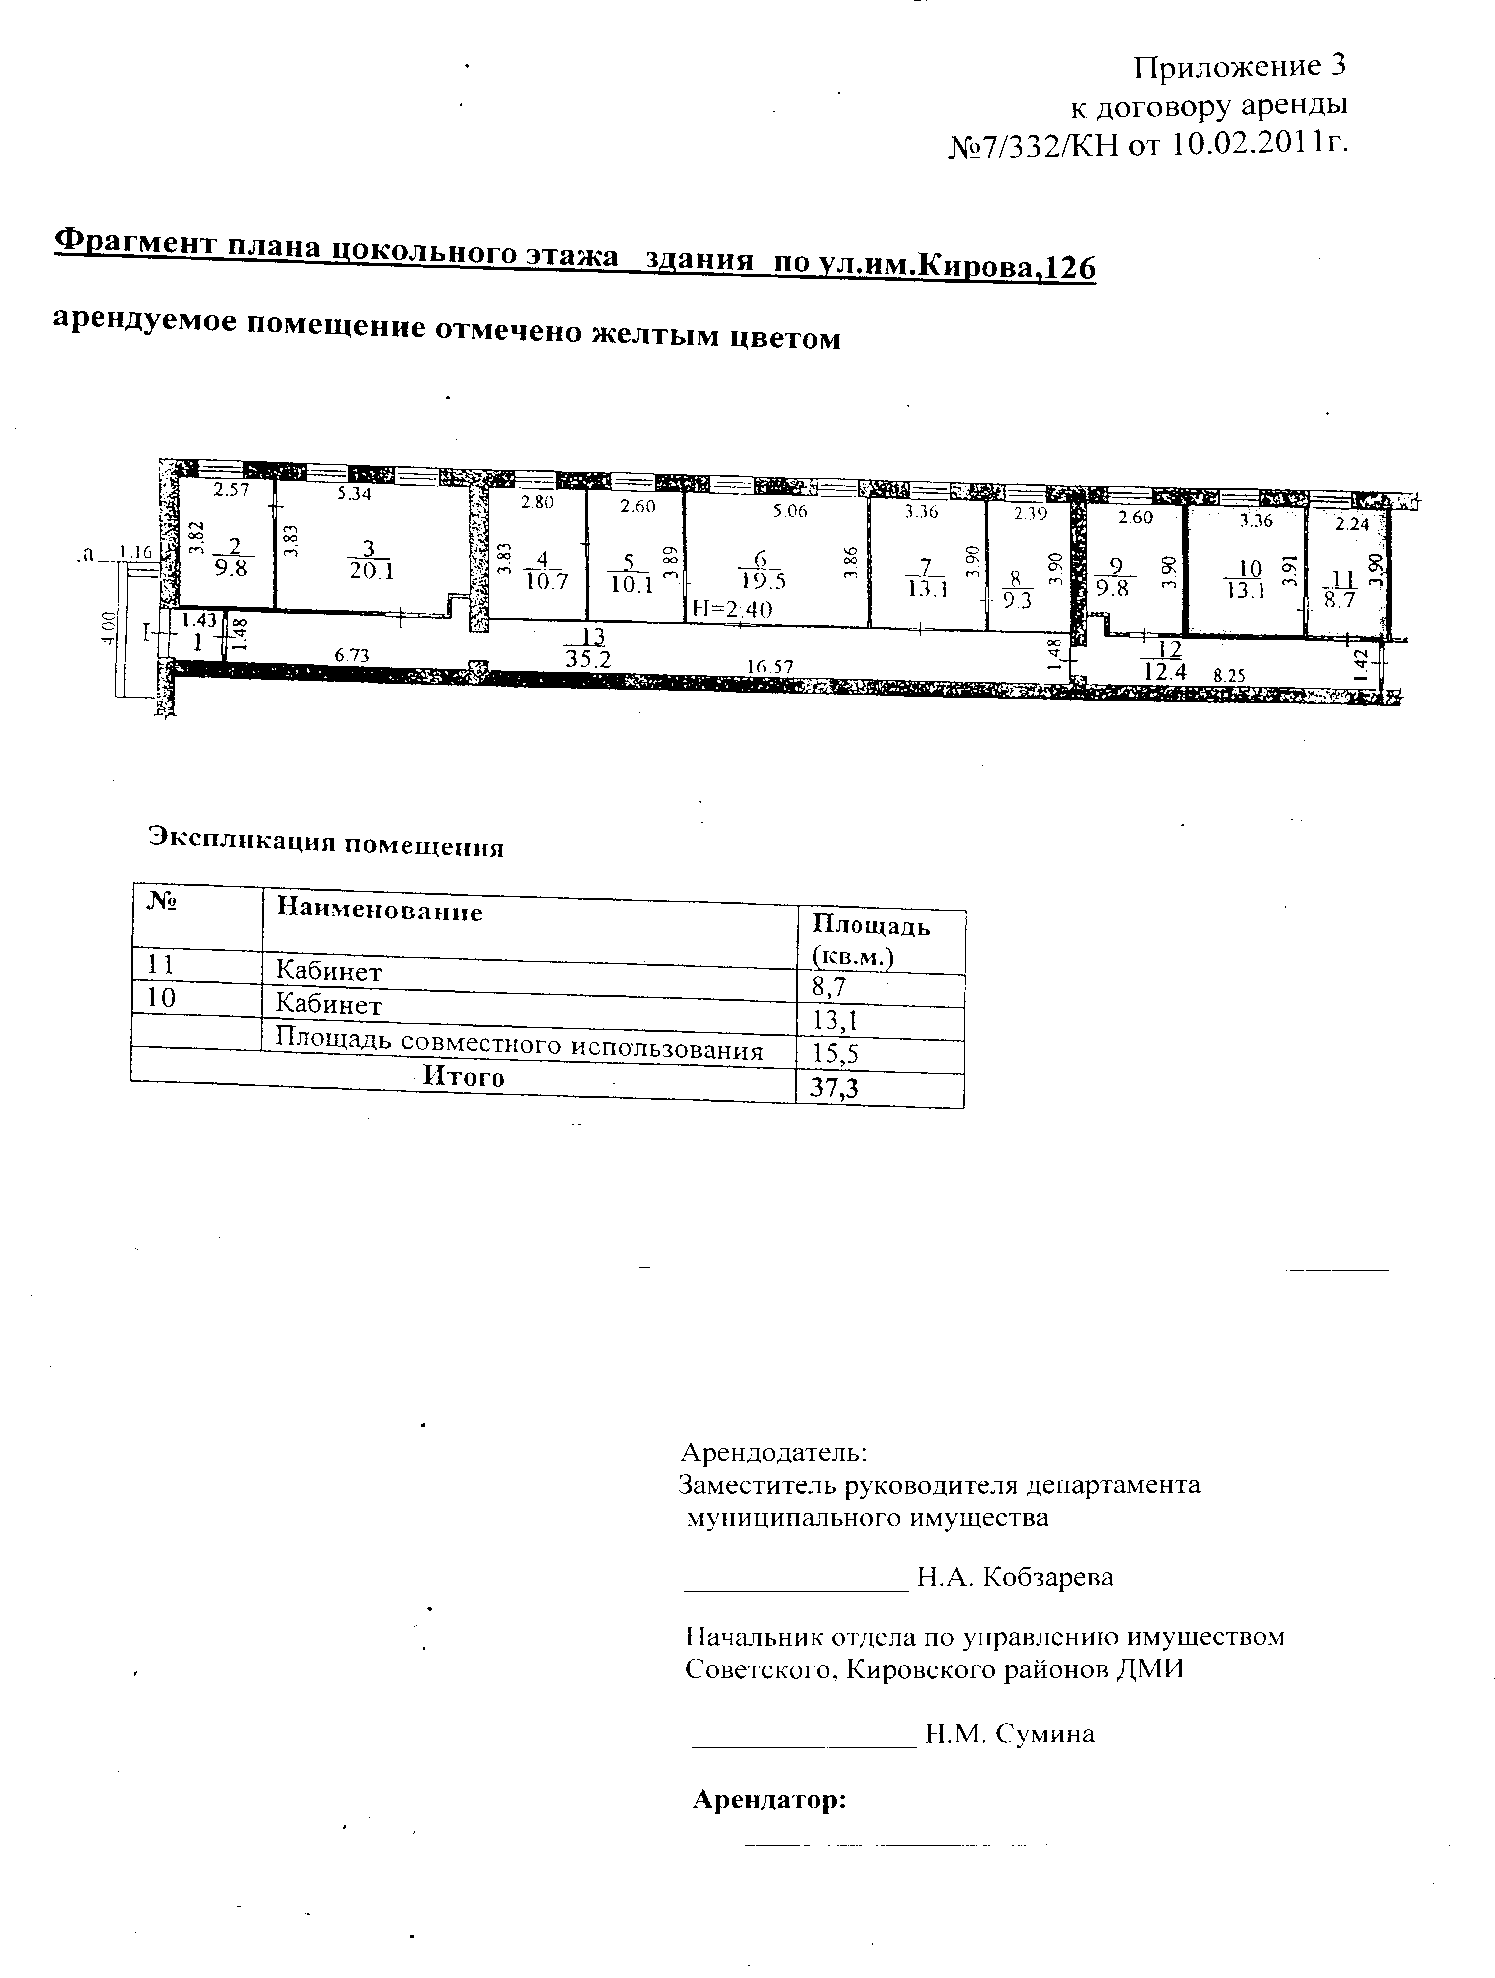 Приложение 3
к договору аренды
№7/332/КН от 10.02.2011г.
Фрагмент плана цокольного этажа здания по ул.им.Кирова,126
арендуемое помещение отмечено желтым цветом
2.57 5.34 2.80 2.60 5.06 3.36 2.39 2.60 3.36 2.24
3.82 3.83 3.83 3.89 3.86 3.90 3.90 3.90 3.91 3.90
а 1.16
2 3 4 5 6 7 8 9 10 11
9.8 20.1 10.7 10.1 19.5 13.1 9.3 9.8 13.1 8.7
Н=2.40
4.00 I 1.43 1.48 13 1.48 12 1.42
1 6.73 35.2 16.57 12.4 8.25
Экспликация помещения
№ Наименование Площадь
(кв.м.)
11 Кабинет 8,7
10 Кабинет 13,1
Площадь совместного использования 15,5
Итого 37,3
Арендодатель:
Заместитель руководителя департамента
муниципального имущества
Н.А. Кобзарева
Начальник отдела по управлению имуществом
Советского, Кировского районов ДМИ
Н.М. Сумина
Арендатор: